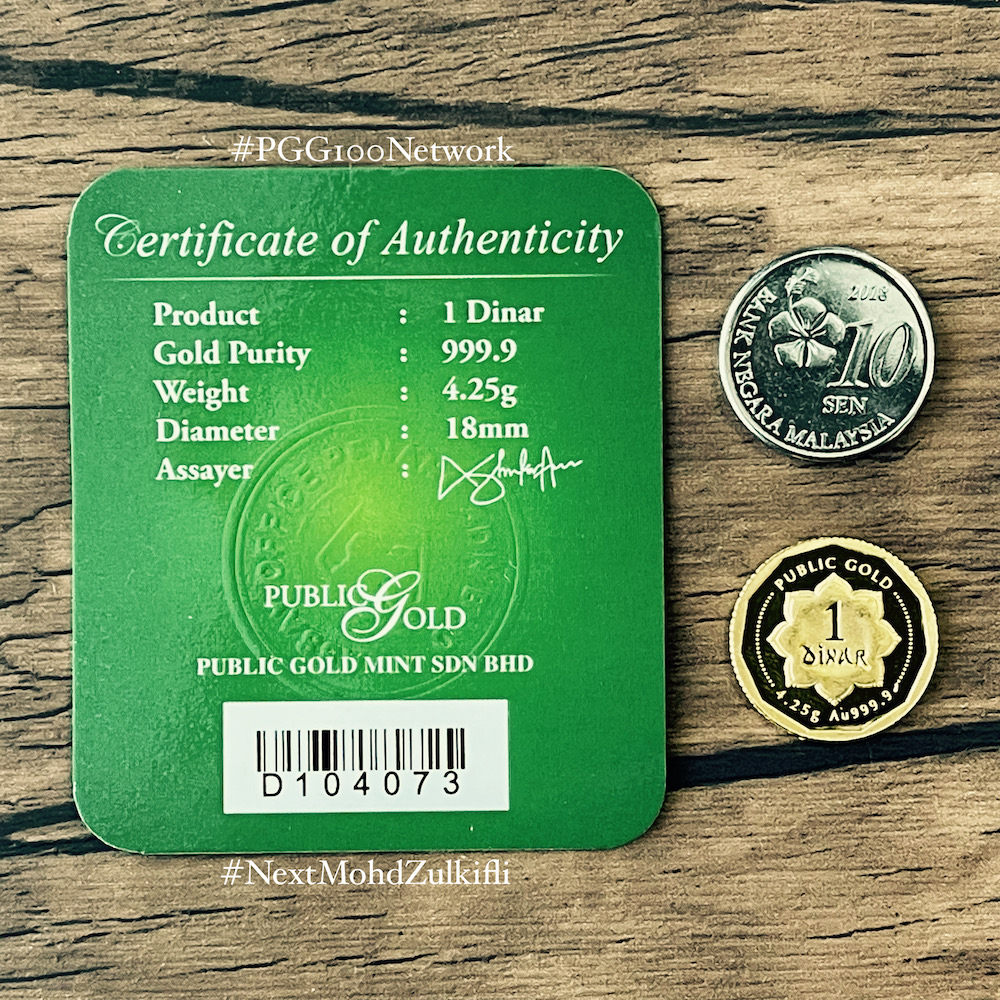 #PGG100Network
Certificate of Authenticity
Product : 1 Dinar
Gold Purity : 999.9
Weight : 4.25g
Diameter : 18mm
Assayer :
PUBLIC GOLD
PUBLIC GOLD MINT SDN BHD
D104073
#NextMohdZulkifli
2018
10
SEN
BANK NEGARA MALAYSIA
PUBLIC GOLD
1
DINAR
4.25g Au999.9